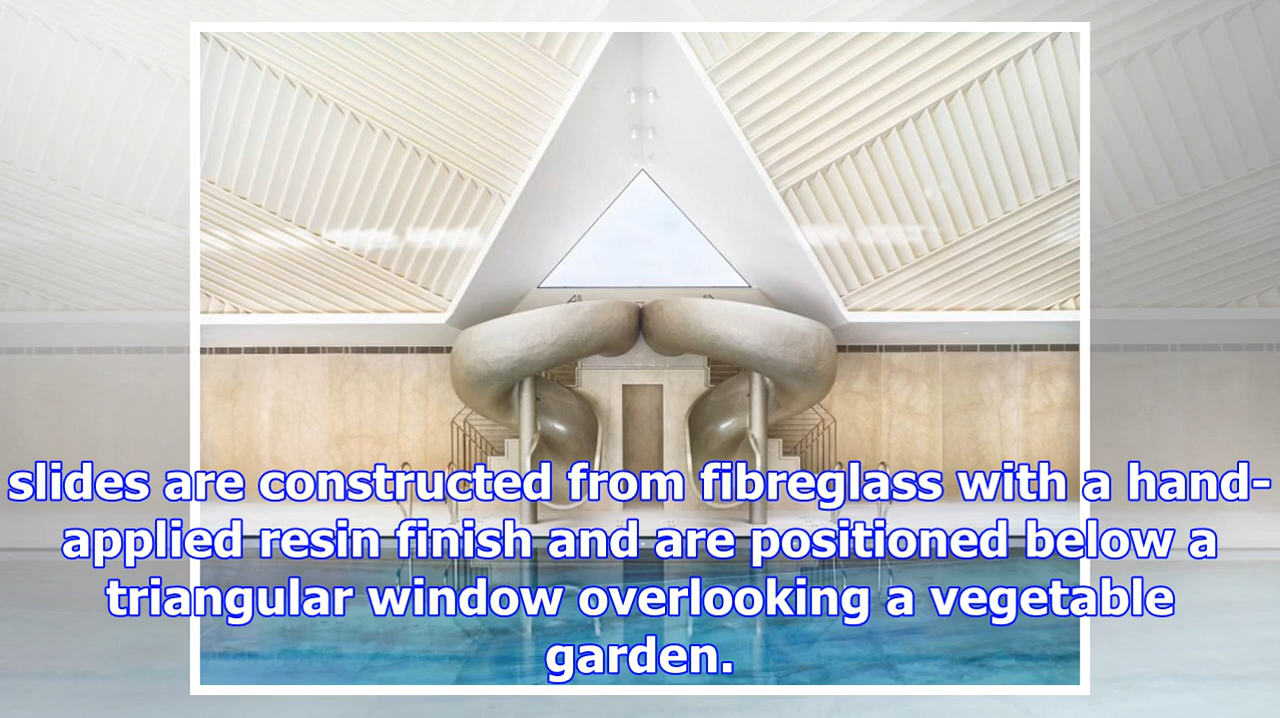 slides are constructed from fibreglass with a hand-
applied resin finish and are positioned below a
triangular window overlooking a vegetable
garden.